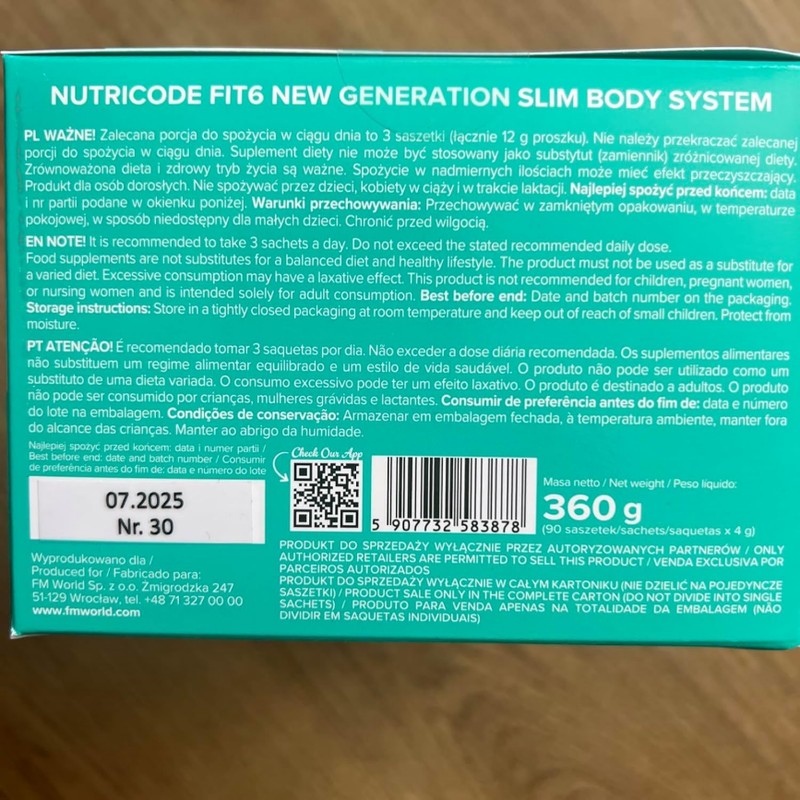 NUTRICODE FIT6 NEW GENERATION SLIM BODY SYSTEM
PL WAŻNE! Zalecana porcja do spożycia w ciągu dnia to 3 saszetki (łącznie 12 g proszku). Nie należy przekraczać zalecanej
porcji do spożycia w ciągu dnia. Suplement diety nie może być stosowany jako substytut (zamiennik) zróżnicowanej diety.
Zrównoważona dieta i zdrowy tryb życia są ważne. Spożycie w nadmiernych ilościach może mieć efekt przeczyszczający.
Produkt dla osób dorosłych. Nie spożywać przez dzieci, kobiety w ciąży i w trakcie laktacji. Najlepiej spożyć przed końcem: data
i nr partii podane w okienku poniżej. Warunki przechowywania: Przechowywać w zamkniętym opakowaniu, w temperaturze
pokojowej, w sposób niedostępny dla małych dzieci. Chronić przed wilgocią.
EN NOTE! It is recommended to take 3 sachets a day. Do not exceed the stated recommended daily dose.
Food supplements are not substitutes for a balanced diet and healthy lifestyle. The product must not be used as a substitute for
a varied diet. Excessive consumption may have a laxative effect. This product is not recommended for children, pregnant women,
or nursing women and is intended solely for adult consumption. Best before end: Date and batch number on the packaging.
Storage instructions: Store in a tightly closed packaging at room temperature and keep out of reach of small children. Protect from
moisture.
PT ATENÇÃO! É recomendado tomar 3 saquetas por dia. Não exceder a dose diária recomendada. Os suplementos alimentares
não substituem um regime alimentar equilibrado e um estilo de vida saudável. O produto não pode ser utilizado como um
substituto de uma dieta variada. O consumo excessivo pode ter um efeito laxativo. O produto é destinado a adultos. O produto
não pode ser consumido por crianças, mulheres grávidas e lactantes. Consumir de preferência antes do fim de: data e número
do lote na embalagem. Condições de conservação: Armazenar em embalagem fechada, à temperatura ambiente, manter fora
do alcance das crianças. Manter ao abrigo da humidade.
Najlepiej spożyć przed końcem: data i numer partii /
Best before end: date and batch number / Consumir
de preferência antes do fim de: data e número do lote
07.2025
Nr. 30
Wyprodukowano dla /
Produced for / Fabricado para:
FM World Sp. z o.o. Żmigrodzka 247
51-129 Wrocław, tel. +48 71 327 00 00
www.fmworld.com
Check Our App
5 907732 583878
Masa netto / Net weight / Peso líquido:
360 g
(90 saszetek/sachets/saquetas x 4 g)
PRODUKT DO SPRZEDAŻY WYŁĄCZNIE PRZEZ AUTORYZOWANYCH PARTNERÓW / ONLY
AUTHORIZED RETAILERS ARE PERMITTED TO SELL THIS PRODUCT / VENDA EXCLUSIVA POR
PARCEIROS AUTORIZADOS
PRODUKT DO SPRZEDAŻY WYŁĄCZNIE W CAŁYM KARTONIKU (NIE DZIELIĆ NA POJEDYNCZE
SASZETKI) / PRODUCT SALE ONLY IN THE COMPLETE CARTON (DO NOT DIVIDE INTO SINGLE
SACHETS) / PRODUTO PARA VENDA APENAS NA TOTALIDADE DA EMBALAGEM (NÃO
DIVIDIR EM SAQUETAS INDIVIDUAIS)